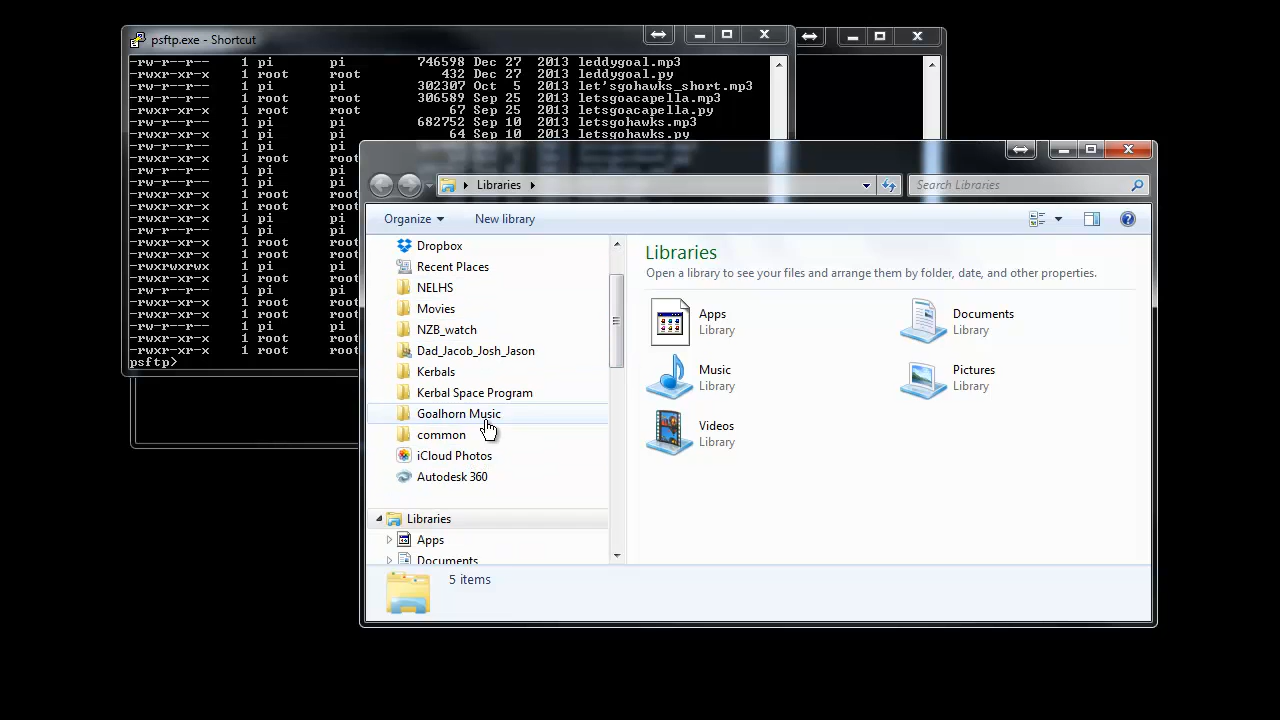 psftp.exe - Shortcut
-rw-r--r-- 1 pi pi 746598 Dec 27 2013 leddygoal.mp3
-rwxr-xr-x 1 root root 432 Dec 27 2013 leddygoal.py
-rw-r--r-- 1 pi pi 302307 Oct 5 2013 let'sgohawks_short.mp3
-rw-r--r-- 1 root root 306589 Sep 25 2013 letsgoacapella.mp3
-rwxr-xr-x 1 root root 67 Sep 25 2013 letsgoacapella.py
-rw-r--r-- 1 pi pi 682752 Sep 10 2013 letsgohawks.mp3
-rwxr-xr-x 1 pi pi 64 Sep 10 2013 letsgohawks.py
-rw-r--r-- 1 pi pi
-rwxr-xr-x 1 root root
-rw-r--r-- 1 pi pi
-rwxr-xr-x 1 root root
-rwxr-xr-x 1 root root
-rwxr-xr-x 1 pi pi
-rw-r--r-- 1 pi pi
-rwxr-xr-x 1 root root
-rwxr-xr-x 1 root root
-rwxrwxrwx 1 root root
-rw-r--r-- 1 pi pi
-rwxr-xr-x 1 root root
-rw-r--r-- 1 root root
-rwxr-xr-x 1 root root
-rw-r--r-- 1 pi pi
-rwxr-xr-x 1 root root
-rwxr-xr-x 1 root root
psftp>
Libraries
Search Libraries
Organize New library
Dropbox
Recent Places
NELHS
Movies
NZB_watch
Dad_Jacob_Josh_Jason
Kerbals
Kerbal Space Program
Goalhorn Music
common
iCloud Photos
Autodesk 360
Libraries
Apps
Documents
Libraries
Open a library to see your files and arrange them by folder, date, and other properties.
Apps
Library
Documents
Library
Music
Library
Pictures
Library
Videos
Library
5 items